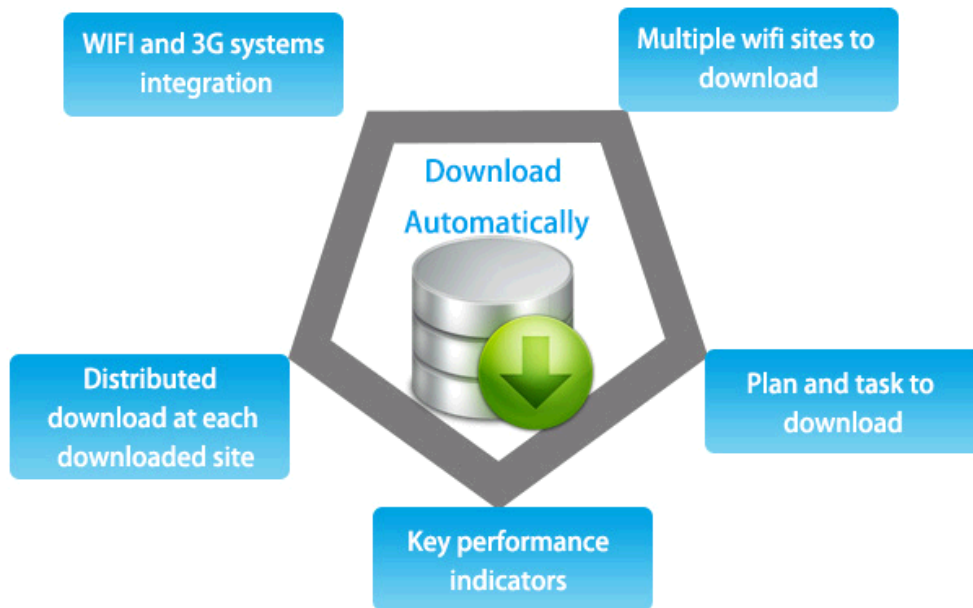 WIFI and 3G systems
integration
Multiple wifi sites to
download
Download
Automatically
Distributed
download at each
downloaded site
Plan and task to
download
Key performance
indicators